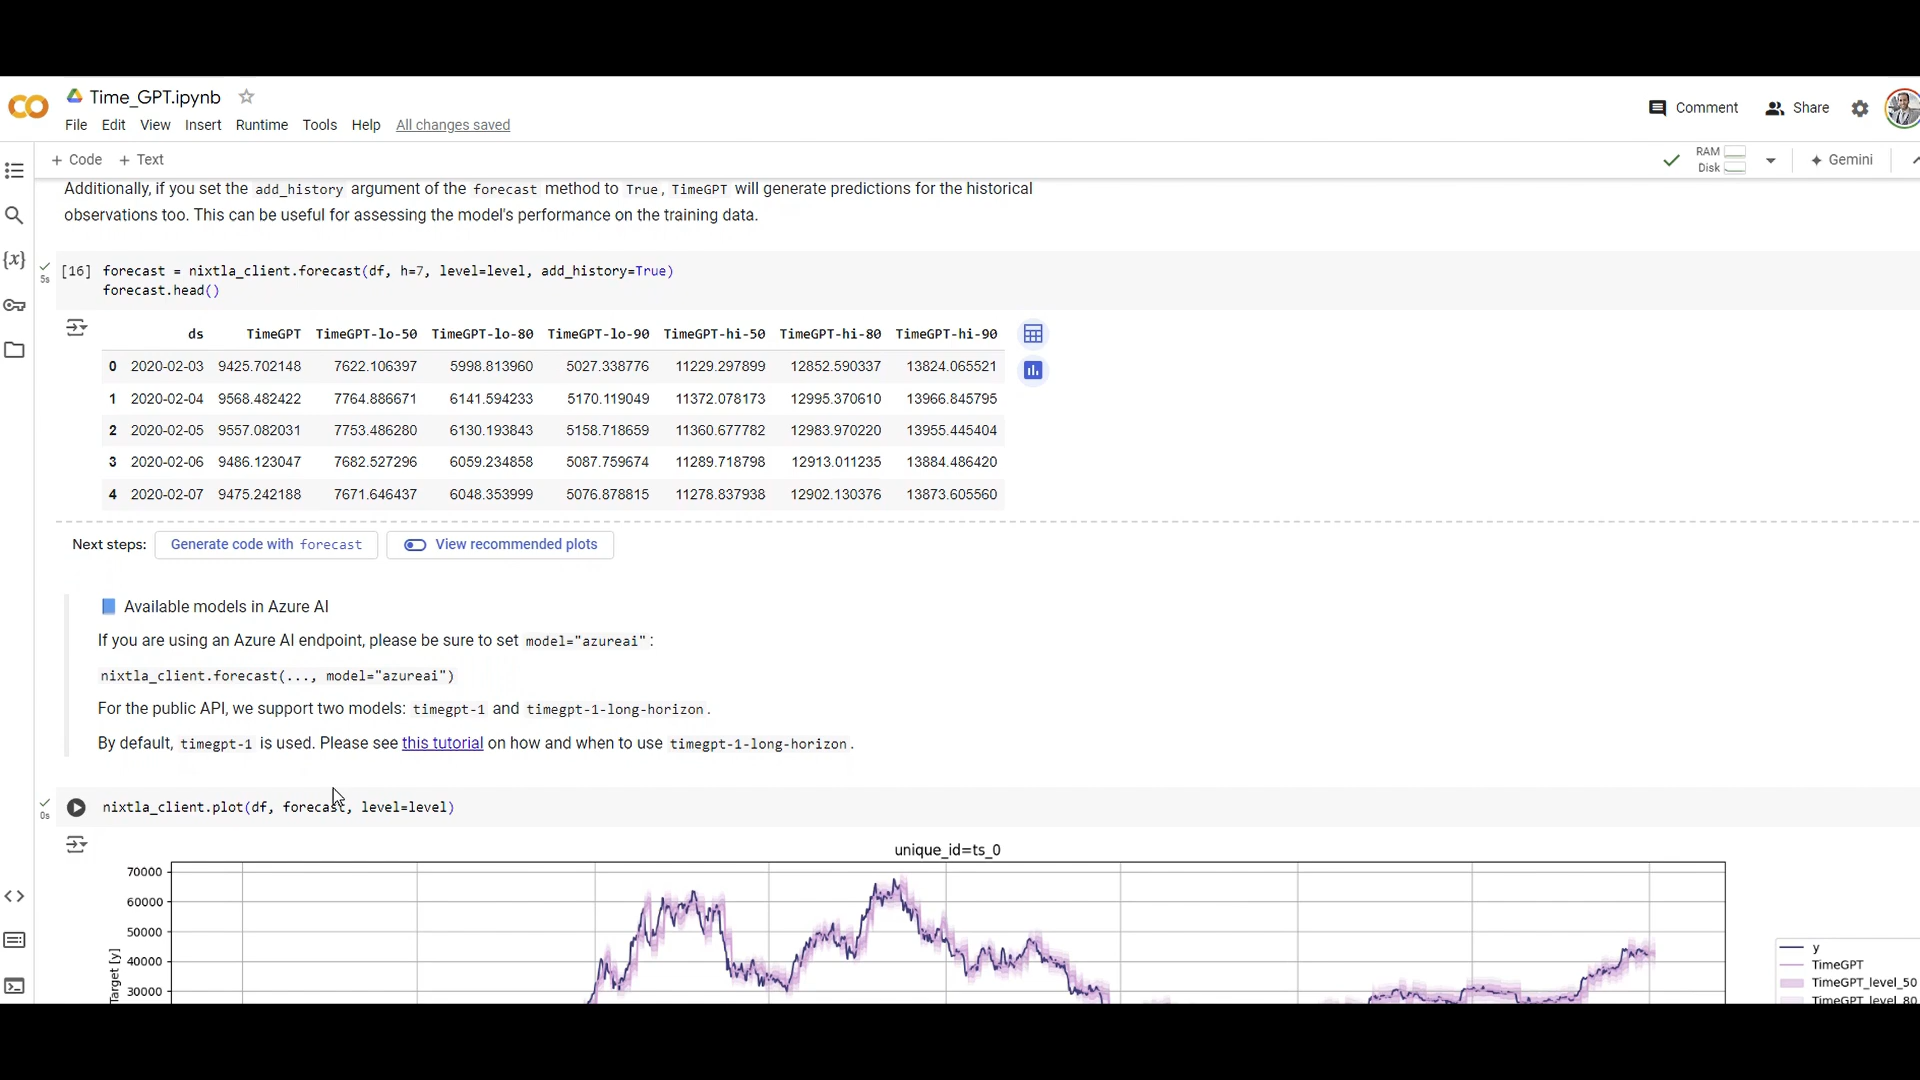 Time_GPT.ipynb
Comment
Share
File Edit View Insert Runtime Tools Help All changes saved
+ Code + Text
RAM
Disk
Gemini
Additionally, if you set the add_history argument of the forecast method to True, TimeGPT will generate predictions for the historical
observations too. This can be useful for assessing the model's performance on the training data.
[16] forecast = nixtla_client.forecast(df, h=7, level=level, add_history=True)
5s
forecast.head()
ds TimeGPT TimeGPT-lo-50 TimeGPT-lo-80 TimeGPT-lo-90 TimeGPT-hi-50 TimeGPT-hi-80 TimeGPT-hi-90
0 2020-02-03 9425.702148 7622.106397 5998.813960 5027.338776 11229.297899 12852.590337 13824.065521
1 2020-02-04 9568.482422 7764.886671 6141.594233 5170.119049 11372.078173 12995.370610 13966.845795
2 2020-02-05 9557.082031 7753.486280 6130.193843 5158.718659 11360.677782 12983.970220 13955.445404
3 2020-02-06 9486.123047 7682.527296 6059.234858 5087.759674 11289.718798 12913.011235 13884.486420
4 2020-02-07 9475.242188 7671.646437 6048.353999 5076.878815 11278.837938 12902.130376 13873.605560
Next steps: Generate code with forecast View recommended plots
Available models in Azure AI
If you are using an Azure AI endpoint, please be sure to set model="azureai":
nixtla_client.forecast(..., model="azureai")
For the public API, we support two models: timegpt-1 and timegpt-1-long-horizon.
By default, timegpt-1 is used. Please see this tutorial on how and when to use timegpt-1-long-horizon.
nixtla_client.plot(df, forecast, level=level)
0s
unique_id=ts_0
70000
60000
50000
40000
30000
Target [y]
y
TimeGPT
TimeGPT_level_50
TimeGPT_level_80